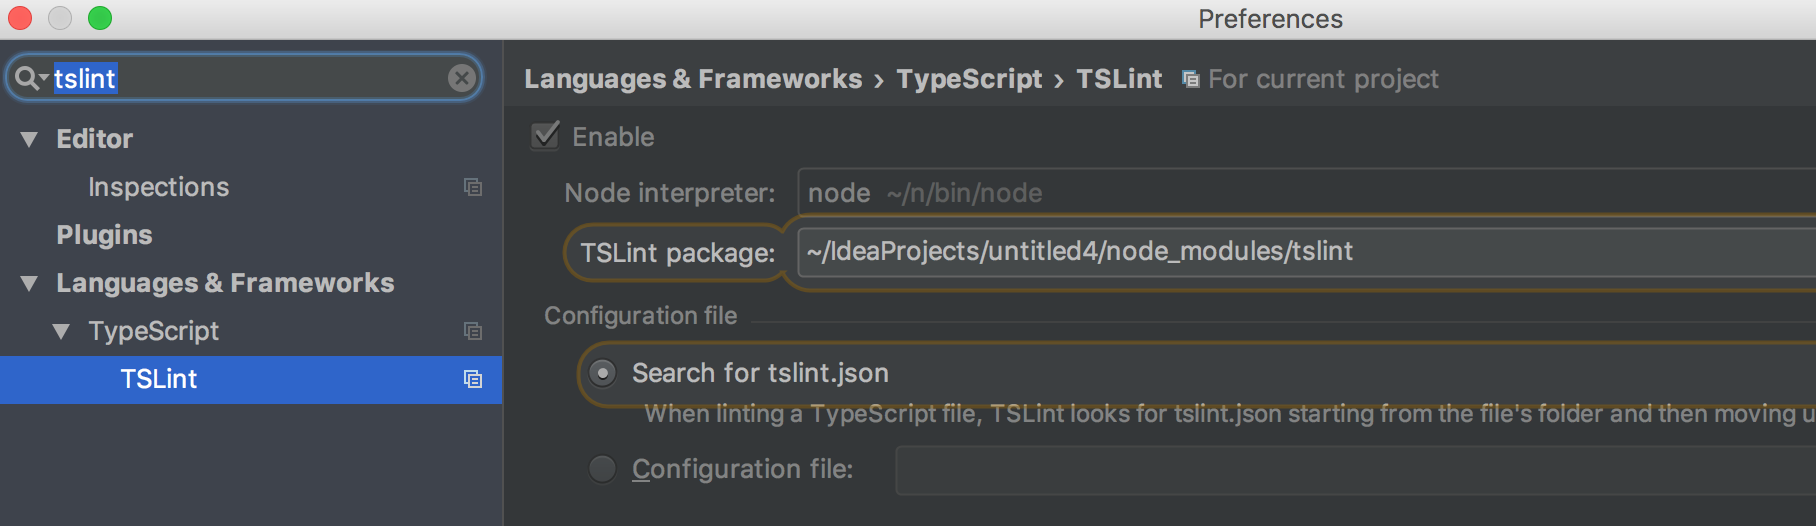 Preferences
tslint
Editor
Inspections
Plugins
Languages & Frameworks
TypeScript
TSLint
Languages & Frameworks › TypeScript › TSLint For current project
Enable
Node interpreter: node ~/n/bin/node
TSLint package: ~/IdeaProjects/untitled4/node_modules/tslint
Configuration file
Search for tslint.json
When linting a TypeScript file, TSLint looks for tslint.json starting from the file's folder and then moving u
Configuration file: